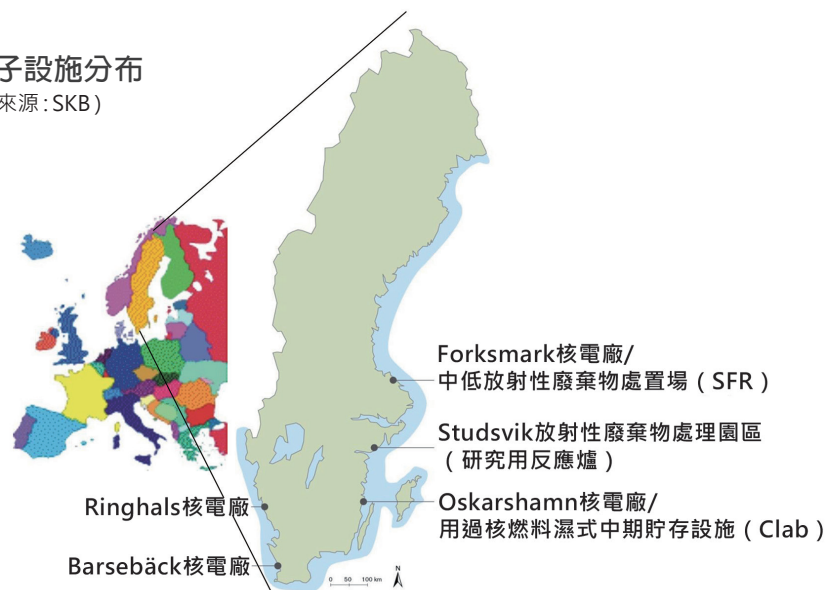 子設施分布
來源:SKB)
Forksmark核電廠/
中低放射性廢棄物處置場（SFR）
Studsvik放射性廢棄物處理園區
（研究用反應爐）
Oskarshamn核電廠/
用過核燃料濕式中期貯存設施（Clab）
Ringhals核電廠
Barsebäck核電廠
0 50 100 km
N